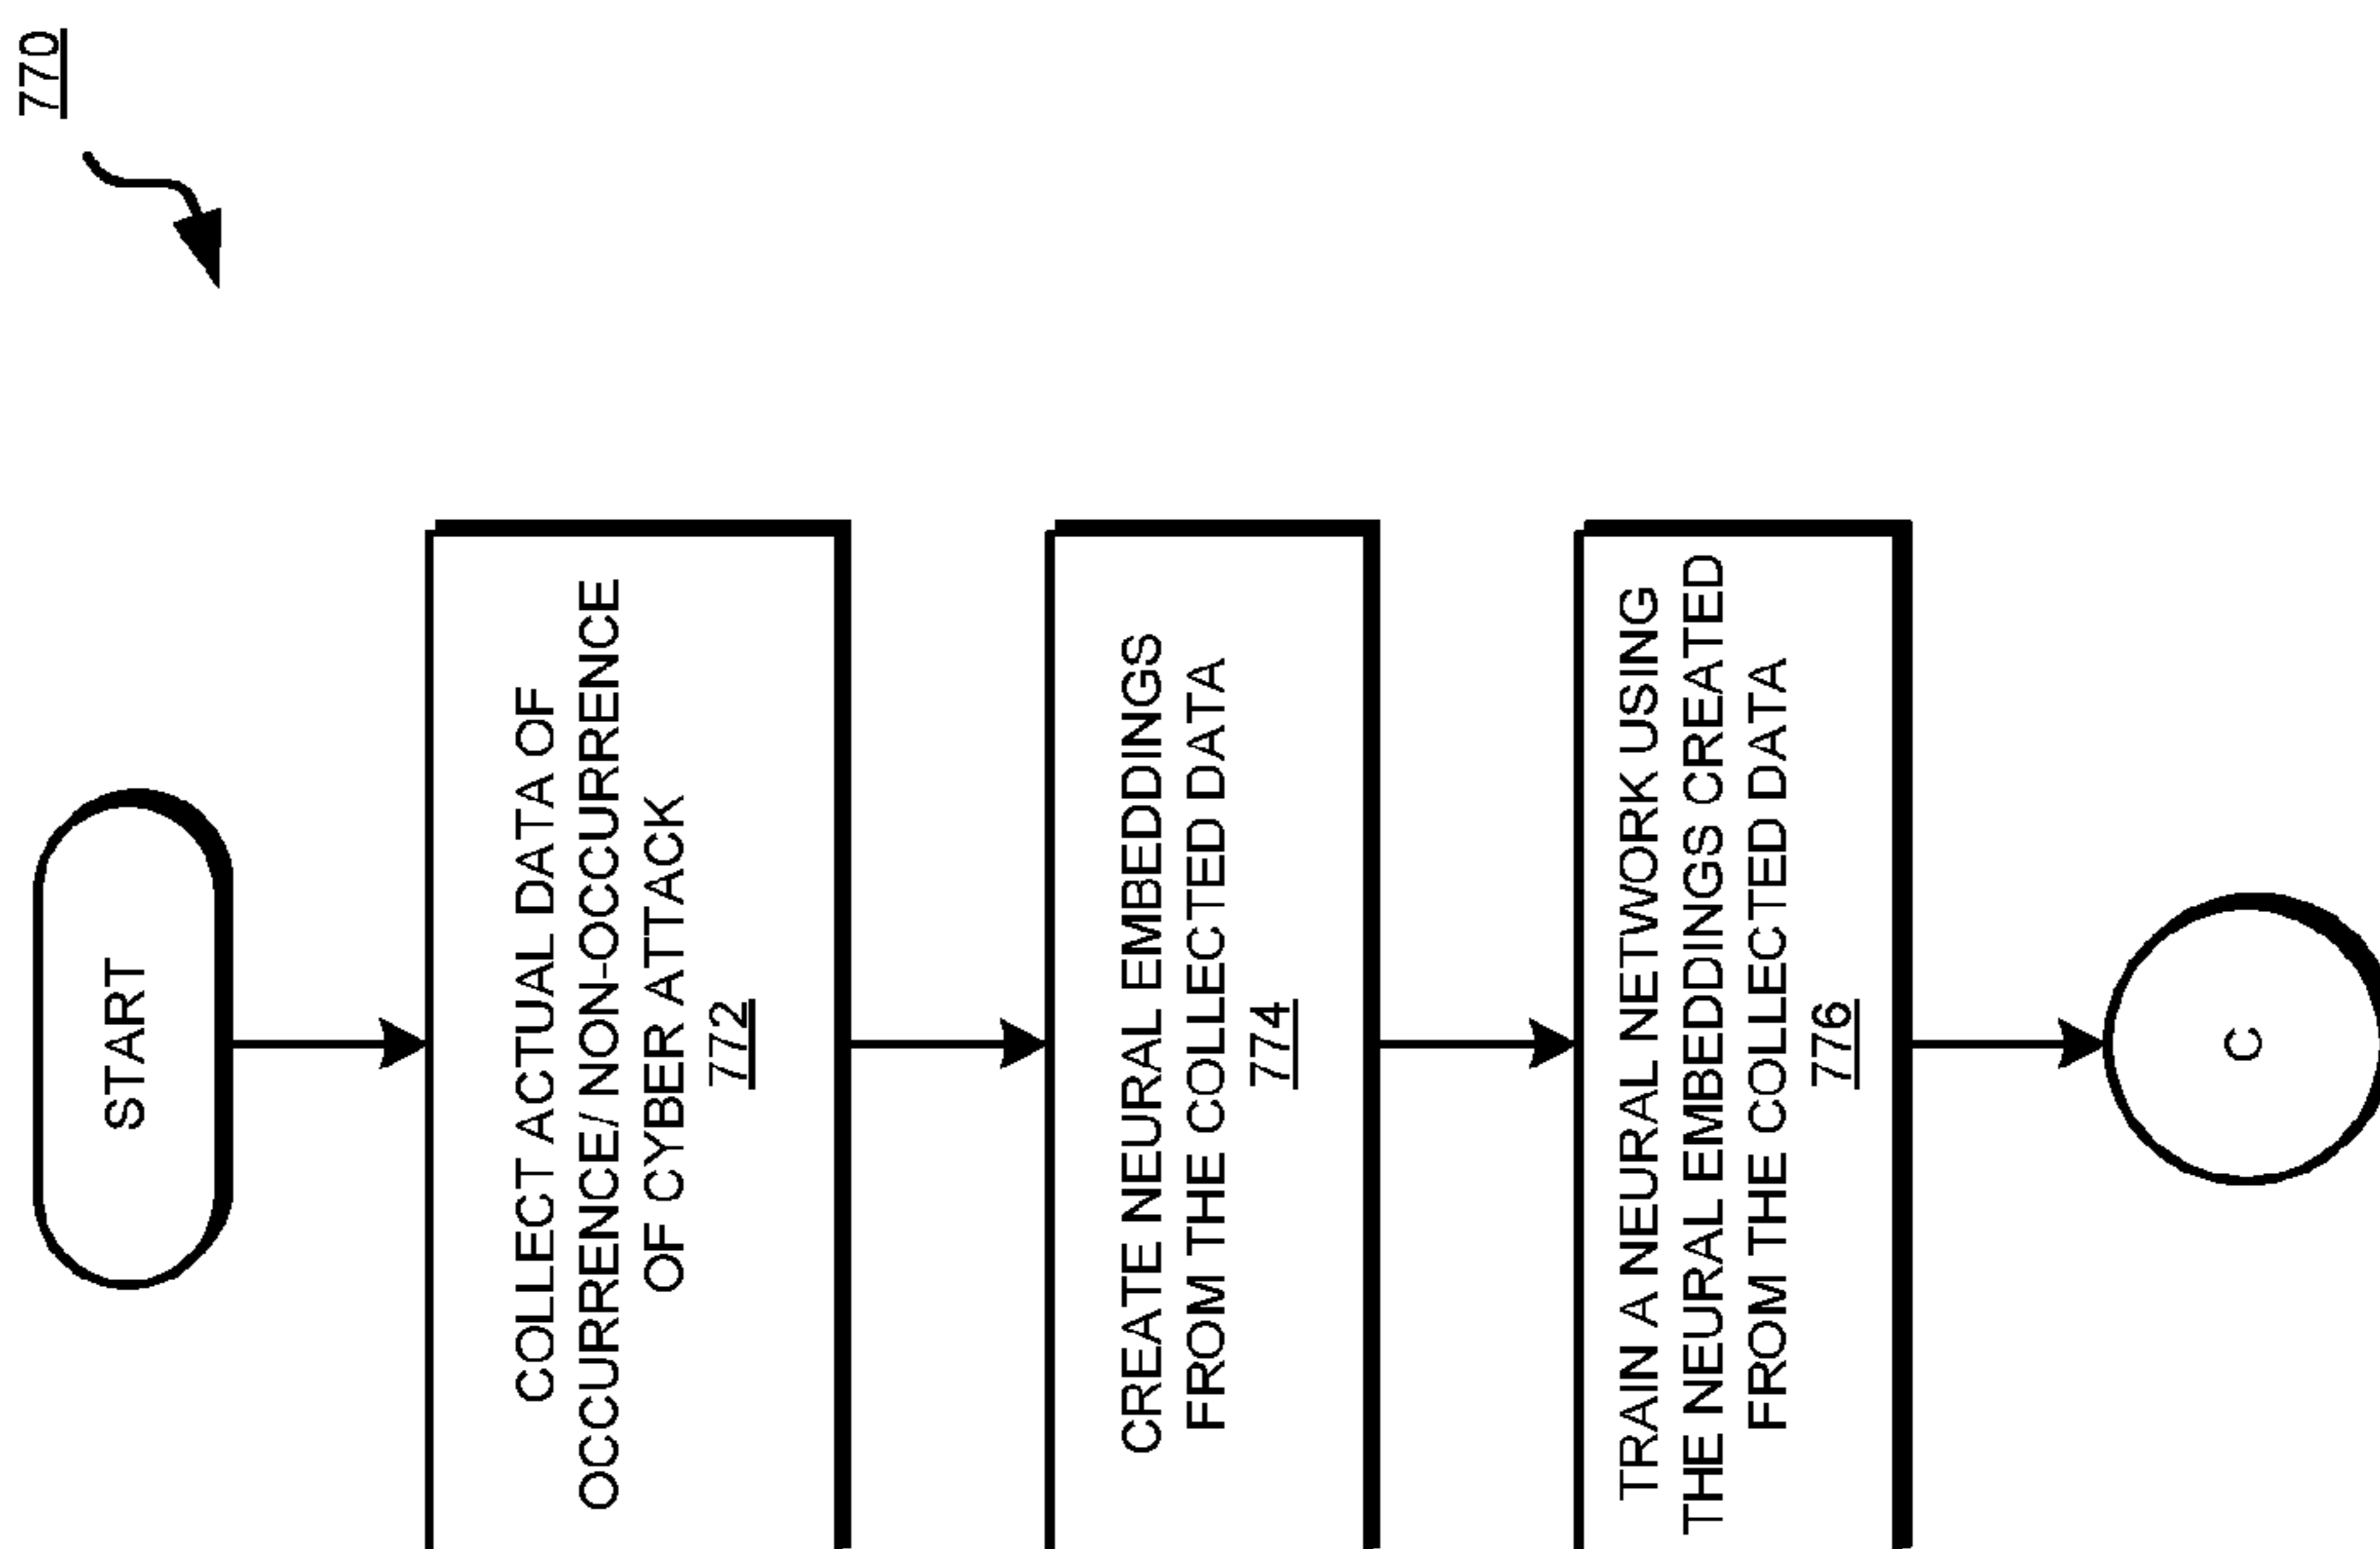 770
START
COLLECT ACTUAL DATA OF
OCCURRENCE/ NON-OCCURRENCE
OF CYBER ATTACK
772
CREATE NEURAL EMBEDDINGS
FROM THE COLLECTED DATA
774
TRAIN A NEURAL NETWORK USING
THE NEURAL EMBEDDINGS CREATED
FROM THE COLLECTED DATA
776
C